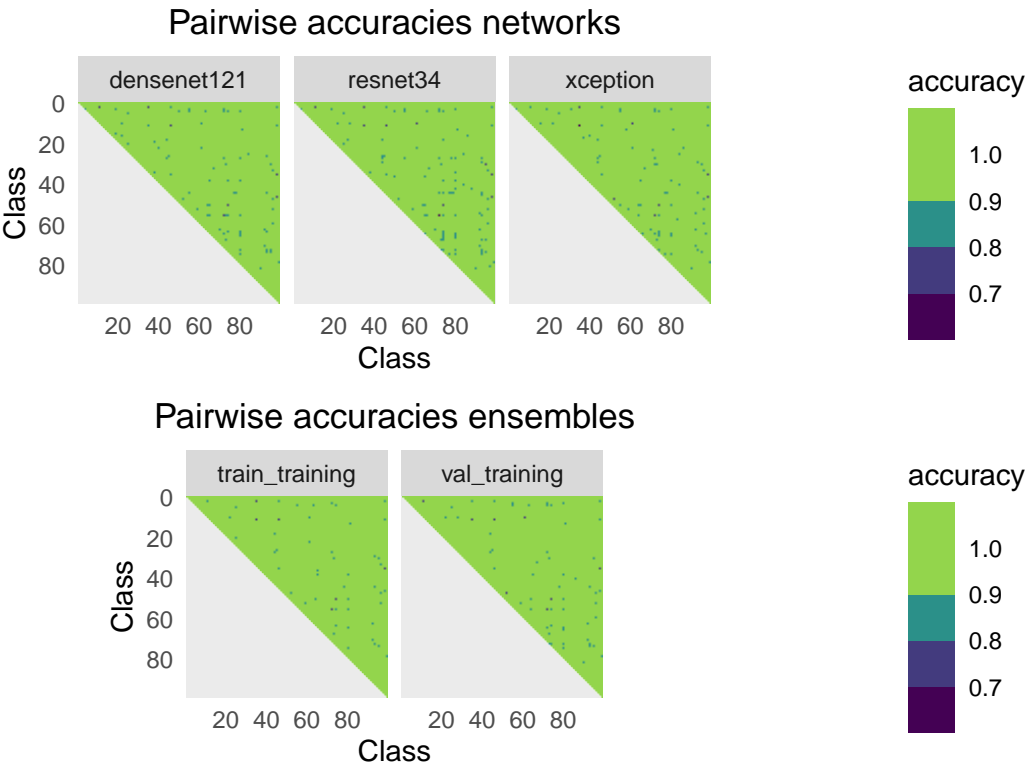 Pairwise accuracies networks
densenet121 resnet34 xception
accuracy
0
20
40
60
80
Class
1.0
0.9
0.8
0.7
20 40 60 80 20 40 60 80 20 40 60 80
Class
Pairwise accuracies ensembles
train_training val_training
accuracy
0
20
40
60
80
Class
1.0
0.9
0.8
0.7
20 40 60 80 20 40 60 80
Class